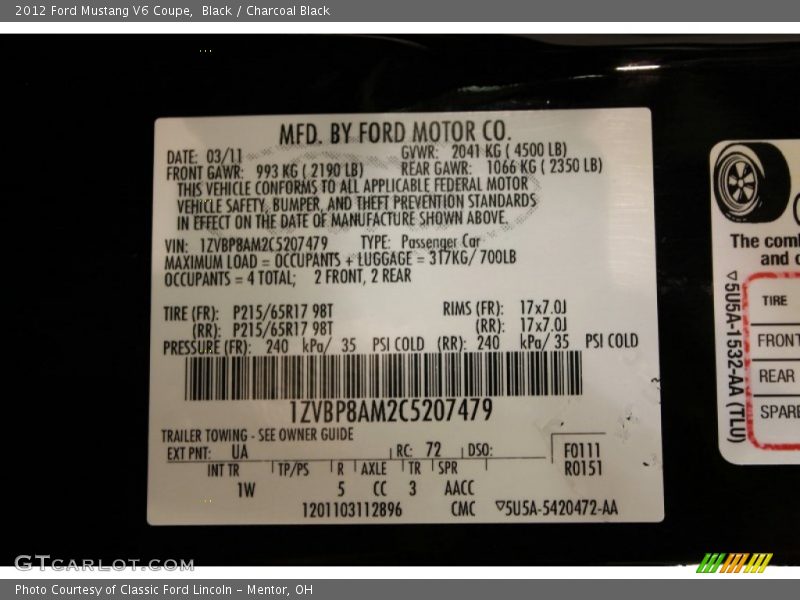 2012 Ford Mustang V6 Coupe, Black / Charcoal Black
MFD. BY FORD MOTOR CO.
DATE: 03/11 GVWR: 2041 KG ( 4500 LB)
FRONT GAWR: 993 KG ( 2190 LB) REAR GAWR: 1066 KG ( 2350 LB)
THIS VEHICLE CONFORMS TO ALL APPLICABLE FEDERAL MOTOR
VEHICLE SAFETY, BUMPER, AND THEFT PREVENTION STANDARDS
IN EFFECT ON THE DATE OF MANUFACTURE SHOWN ABOVE.
VIN: 1ZVBP8AM2C5207479 TYPE: Passenger Car
MAXIMUM LOAD = OCCUPANTS + LUGGAGE = 317KG/ 700LB
OCCUPANTS = 4 TOTAL; 2 FRONT, 2 REAR
TIRE (FR): P215/65R17 98T RIMS (FR): 17x7.0J
(RR): P215/65R17 98T (RR): 17x7.0J
PRESSURE (FR): 240 kPa/ 35 PSI COLD (RR): 240 kPa/ 35 PSI COLD
1ZVBP8AM2C5207479
TRAILER TOWING - SEE OWNER GUIDE
EXT PNT: UA RC: 72 DSO: F0111
R0151
INT TR TP/PS R AXLE TR SPR
1W 5 CC 3 AACC
1201103112896 CMC ▽5U5A-5420472-AA
The com
and
▽5U5A-1532-AA (TLU)
TIRE
FRONT
REAR
SPARE
GTCARLOT.COM
Photo Courtesy of Classic Ford Lincoln - Mentor, OH